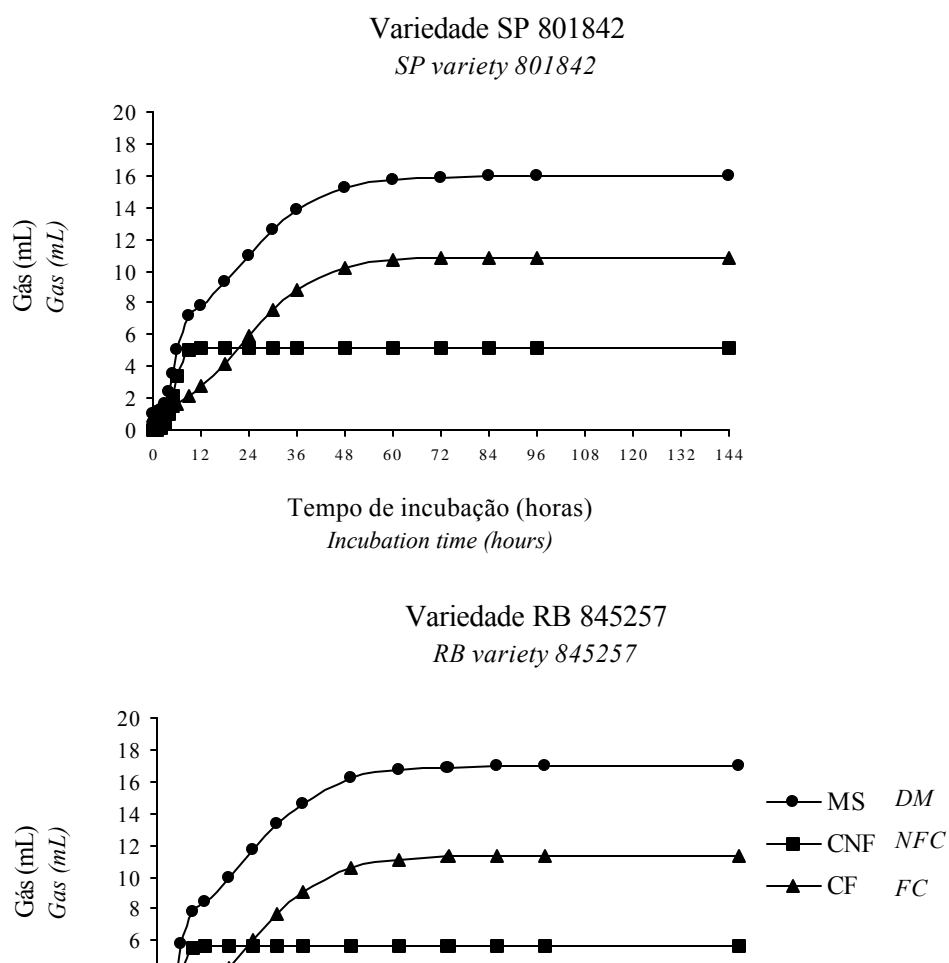 Variedade SP 801842
SP variety 801842
Gás (mL)
Gas (mL)
20
18
16
14
12
10
8
6
4
2
0
0 12 24 36 48 60 72 84 96 108 120 132 144
Tempo de incubação (horas)
Incubation time (hours)
Variedade RB 845257
RB variety 845257
Gás (mL)
Gas (mL)
20
18
16
14
12
10
8
6
MS DM
CNF NFC
CF FC